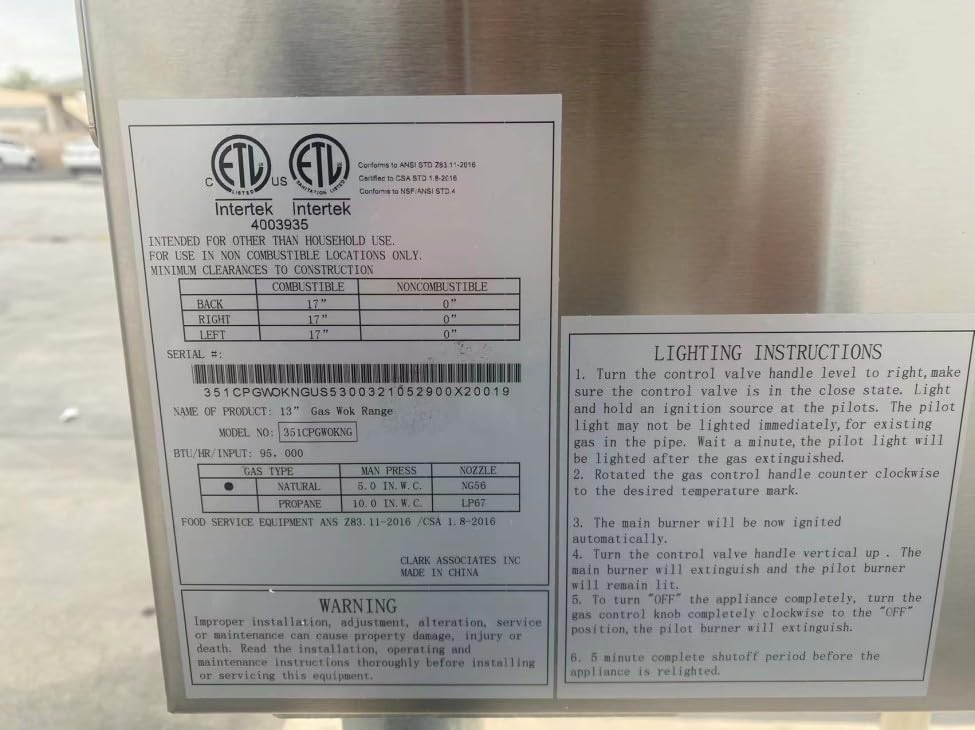 ETL ETL Conforms to ANSI STD Z83.11-2016
C US Certified to CSA STD 1.8-2016
LISTED SANITATION LISTED Conforms to NSF/ANSI STD.4
Intertek Intertek
4003935
INTENDED FOR OTHER THAN HOUSEHOLD USE.
FOR USE IN NON COMBUSTIBLE LOCATIONS ONLY.
MINIMUM CLEARANCES TO CONSTRUCTION
COMBUSTIBLE NONCOMBUSTIBLE
BACK 17" 0"
RIGHT 17" 0"
LEFT 17" 0"
SERIAL #:
351CPGWOKNGUS5300321052900X20019
NAME OF PRODUCT: 13" Gas Wok Range
MODEL NO: 351CPGWOKNG
BTU/HR/INPUT: 95, 000
GAS TYPE MAN PRESS NOZZLE
● NATURAL 5.0 IN.W.C. NG56
PROPANE 10.0 IN.W.C. LP67
FOOD SERVICE EQUIPMENT ANS Z83.11-2016 /CSA 1.8-2016
CLARK ASSOCIATES INC
MADE IN CHINA
WARNING
Improper installation, adjustment, alteration, service
or maintenance can cause property damage, injury or
death. Read the installation, operating and
maintenance instructions thoroughly before installing
or servicing this equipment.
LIGHTING INSTRUCTIONS
1. Turn the control valve handle level to right, make
sure the control valve is in the close state. Light
and hold an ignition source at the pilots. The pilot
light may not be lighted immediately, for existing
gas in the pipe. Wait a minute, the pilot light will
be lighted after the gas extinguished.
2. Rotated the gas control handle counter clockwise
to the desired temperature mark.
3. The main burner will be now ignited
automatically.
4. Turn the control valve handle vertical up . The
main burner will extinguish and the pilot burner
will remain lit.
5. To turn "OFF" the appliance completely, turn the
gas control knob completely clockwise to the "OFF"
position, the pilot burner will extinguish.
6. 5 minute complete shutoff period before the
appliance is relighted.